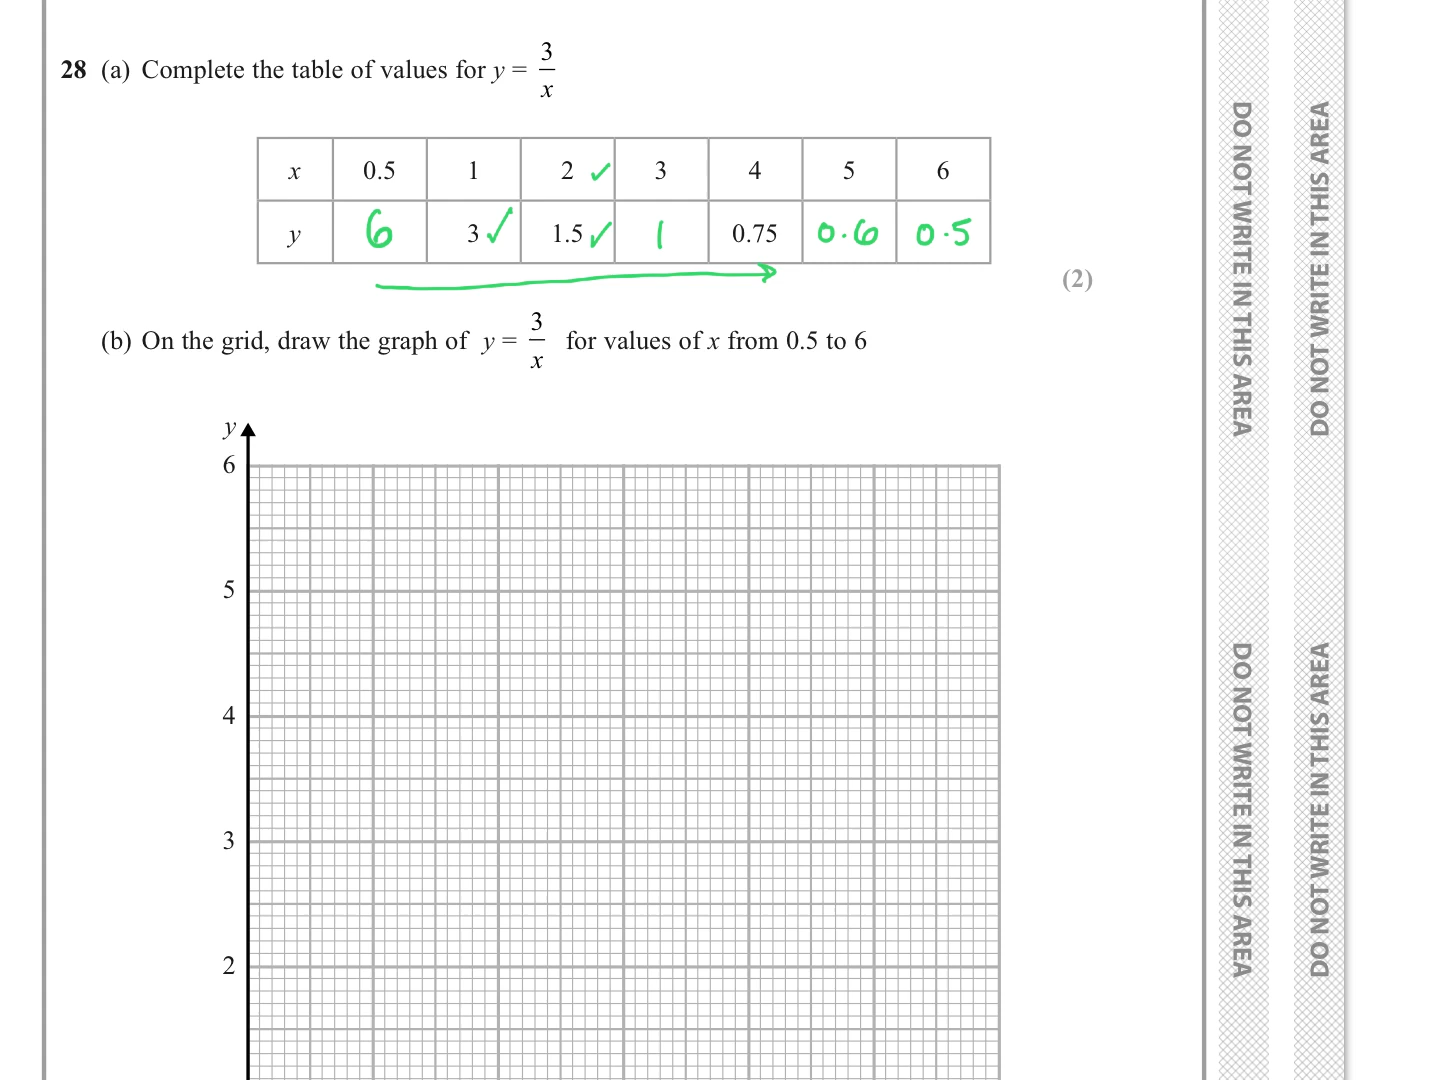 28 (a) Complete the table of values for y = 3/x
x 0.5 1 2 ✓ 3 4 5 6
y 6 3 ✓ 1.5 ✓ 1 0.75 0.6 0.5
(2)
(b) On the grid, draw the graph of y = 3/x for values of x from 0.5 to 6
y
6
5
4
3
2
DO NOT WRITE IN THIS AREA
DO NOT WRITE IN THIS AREA
DO NOT WRITE IN THIS AREA
DO NOT WRITE IN THIS AREA